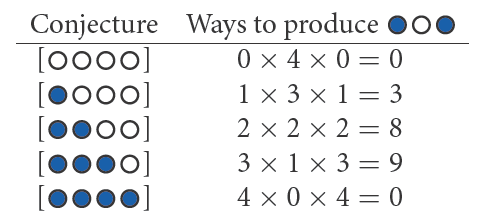 Conjecture Ways to produce ●○●
[○○○○] 0 × 4 × 0 = 0
[●○○○] 1 × 3 × 1 = 3
[●●○○] 2 × 2 × 2 = 8
[●●●○] 3 × 1 × 3 = 9
[●●●●] 4 × 0 × 4 = 0